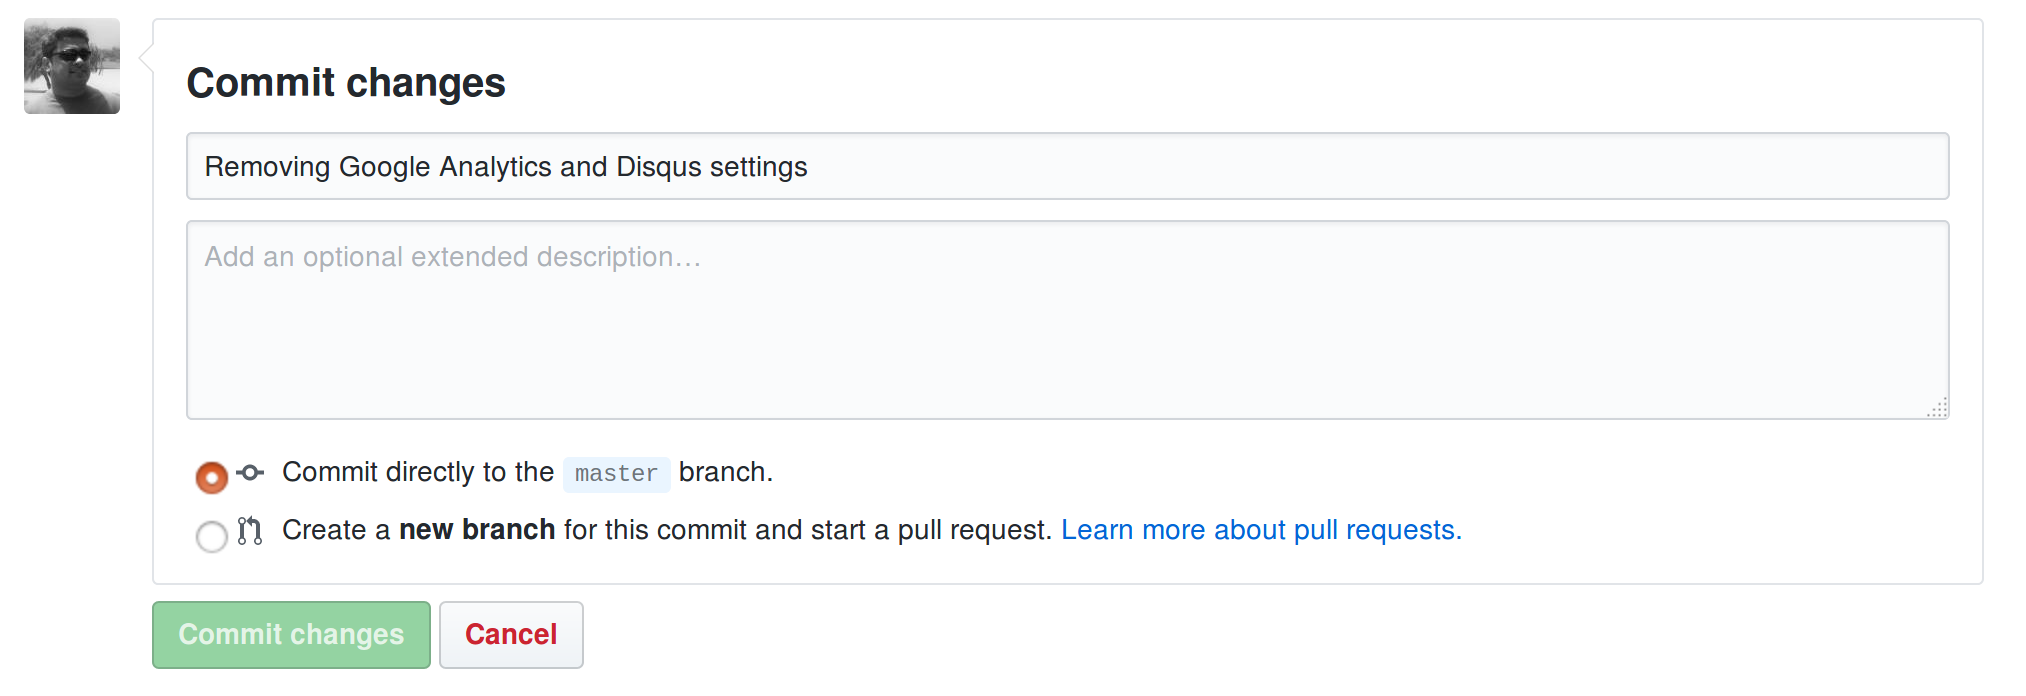 Commit changes
Removing Google Analytics and Disqus settings
Add an optional extended description…
Commit directly to the master branch.
Create a new branch for this commit and start a pull request. Learn more about pull requests.
Commit changes Cancel